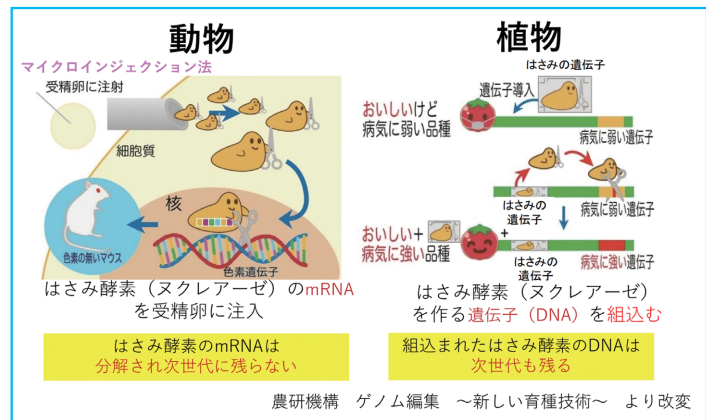 動物
マイクロインジェクション法
受精卵に注射
細胞質
核
色素の無いマウス
色素遺伝子
はさみ酵素（ヌクレアーゼ）のmRNA
を受精卵に注入
はさみ酵素のmRNAは
分解され次世代に残らない
植物
はさみの遺伝子
遺伝子導入
おいしいけど
病気に弱い品種
病気に弱い遺伝子
はさみの
遺伝子
病気に弱い遺伝子
おいしい＋
病気に強い品種
+
はさみの
遺伝子
病気に強い遺伝子
はさみ酵素（ヌクレアーゼ）
を作る遺伝子（DNA）を組込む
組込まれたはさみ酵素のDNAは
次世代も残る
農研機構　ゲノム編集　～新しい育種技術～　より改変